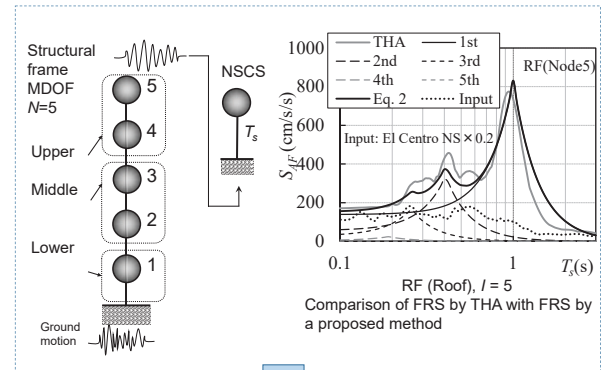 Structural
frame
MDOF
N=5
Upper
Middle
Lower
Ground
motion
5
4
3
2
1
NSCS
Ts
S_AF (cm/s/s)
1000
800
600
400
200
0
THA
1st
2nd
3rd
4th
5th
Eq. 2
Input
RF(Node5)
Input: El Centro NS×0.2
0.1
1
Ts(s)
RF (Roof), I = 5
Comparison of FRS by THA with FRS by
a proposed method